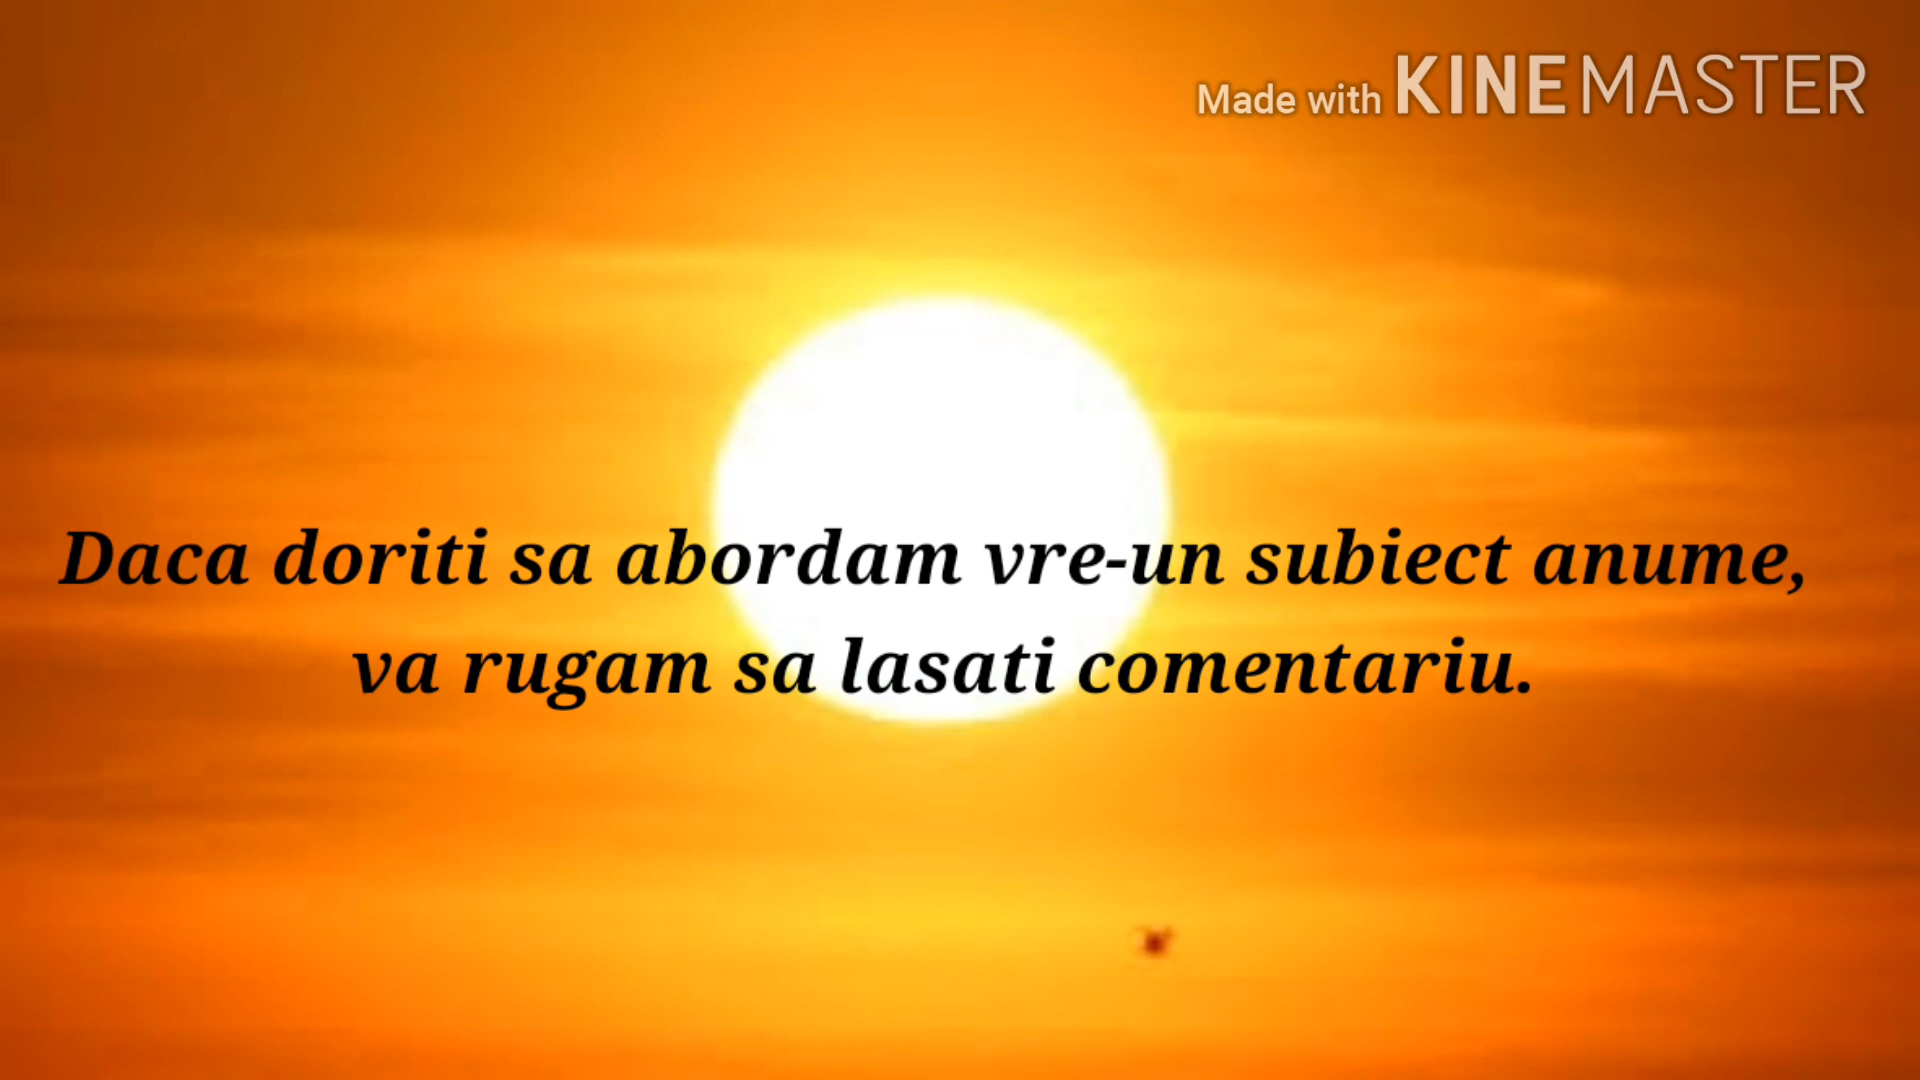 Made with KINEMASTER
Daca doriti sa abordam vre-un subiect anume,
va rugam sa lasati comentariu.